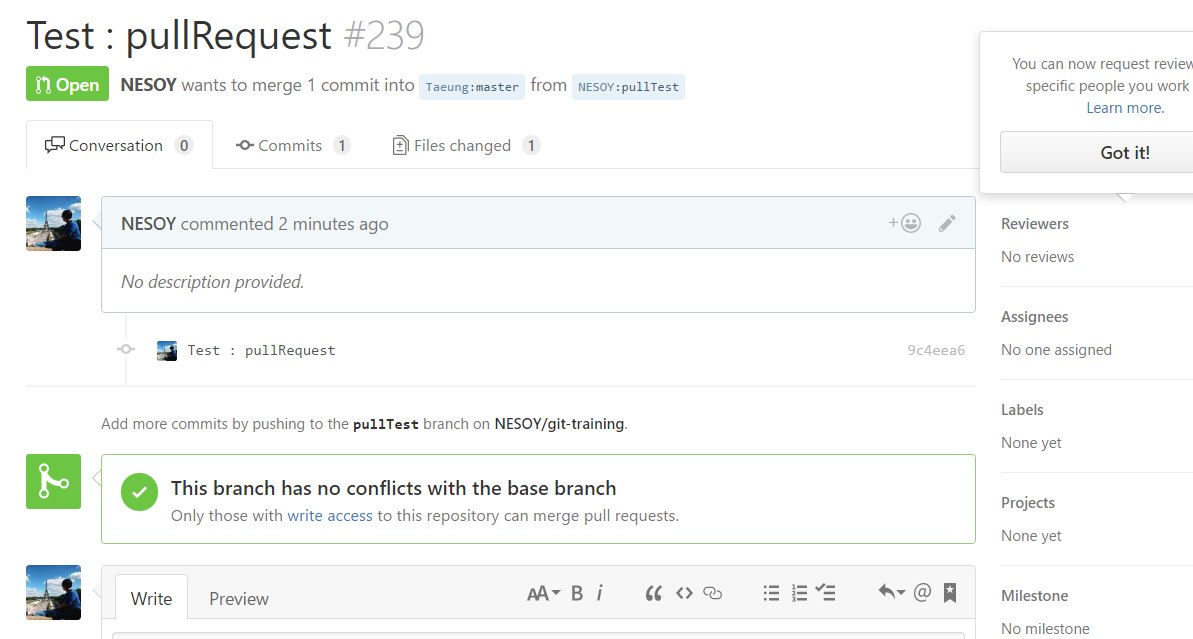 Test : pullRequest #239
Open NESOY wants to merge 1 commit into Taeung:master from NESOY:pullTest
You can now request review
specific people you work
Learn more.
Got it!
Conversation 0 Commits 1 Files changed 1
NESOY commented 2 minutes ago
No description provided.
Test : pullRequest 9c4eea6
Add more commits by pushing to the pullTest branch on NESOY/git-training.
This branch has no conflicts with the base branch
Only those with write access to this repository can merge pull requests.
Write Preview AA B i
Reviewers
No reviews
Assignees
No one assigned
Labels
None yet
Projects
None yet
Milestone
No milestone